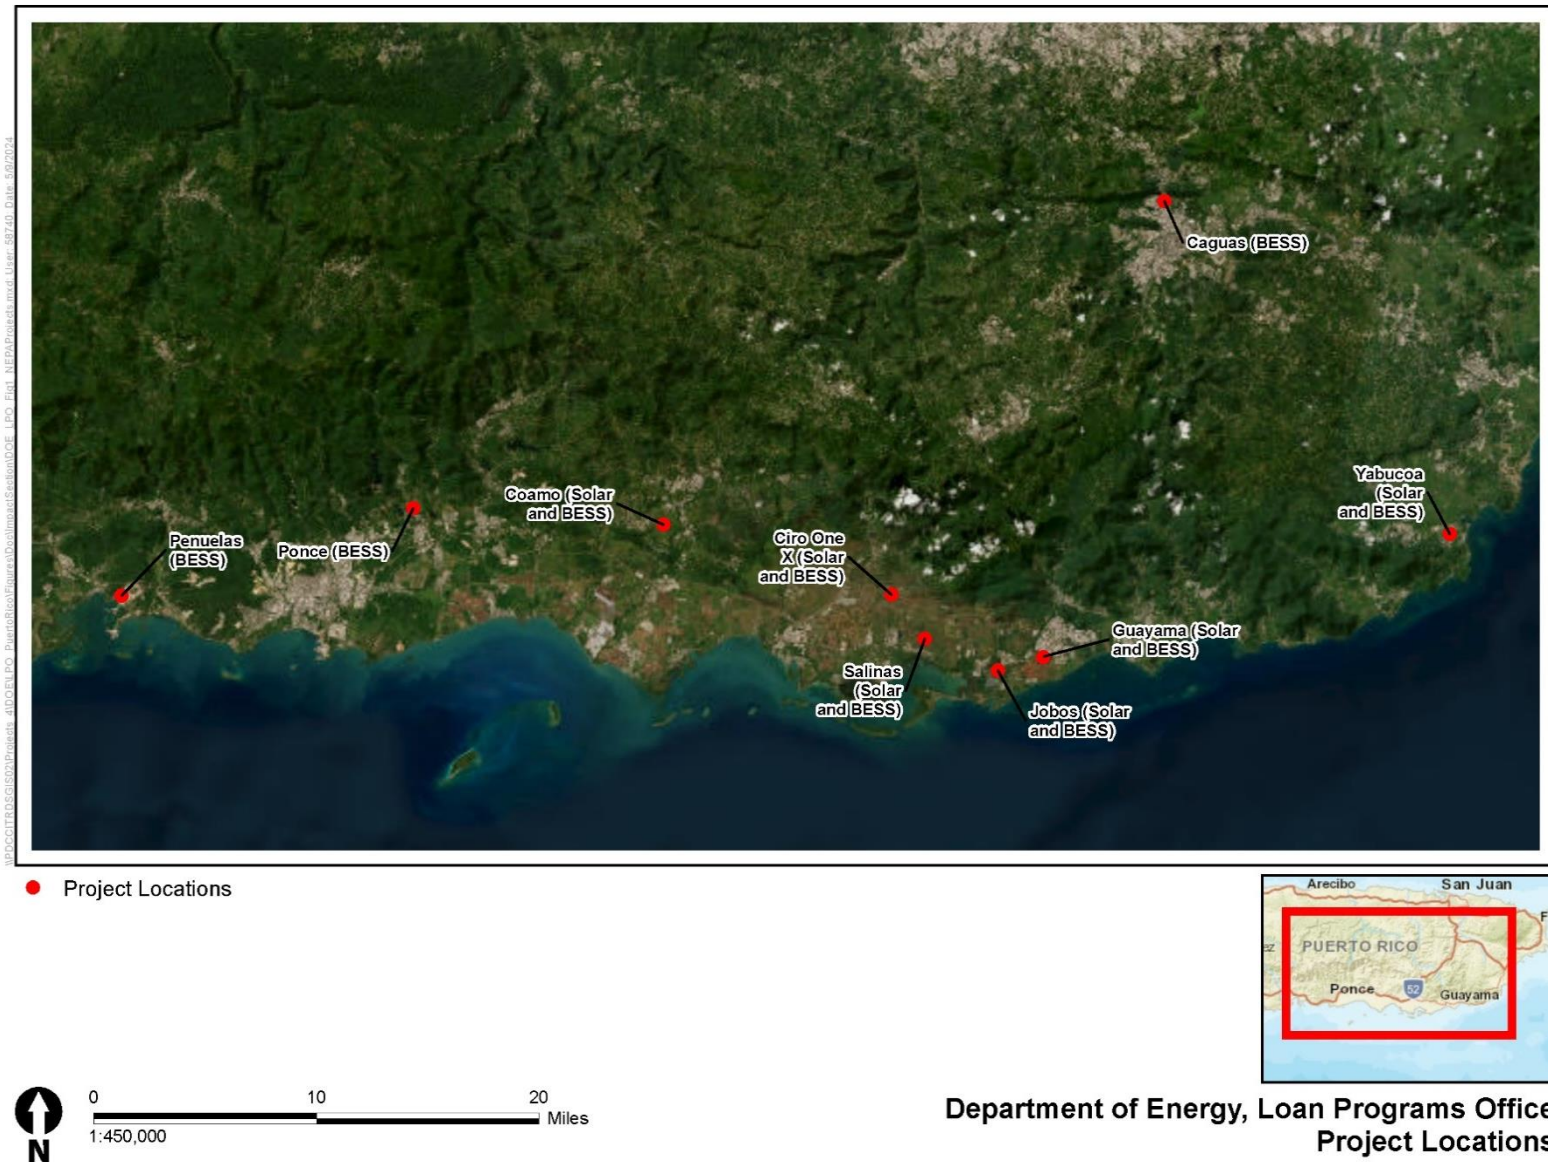 Caguas (BESS)
Yabucoa
(Solar
and BESS)
Coamo (Solar
and BESS)
Penuelas
(BESS)
Ponce (BESS)
Ciro One
X (Solar
and BESS)
Guayama (Solar
and BESS)
Salinas
(Solar
and BESS)
Jobos (Solar
and BESS)
Project Locations
Arecibo
San Juan
F
ez
PUERTO RICO
Ponce
52
Guayama
0
10
20
Miles
1:450,000
N
Department of Energy, Loan Programs Office
Project Locations